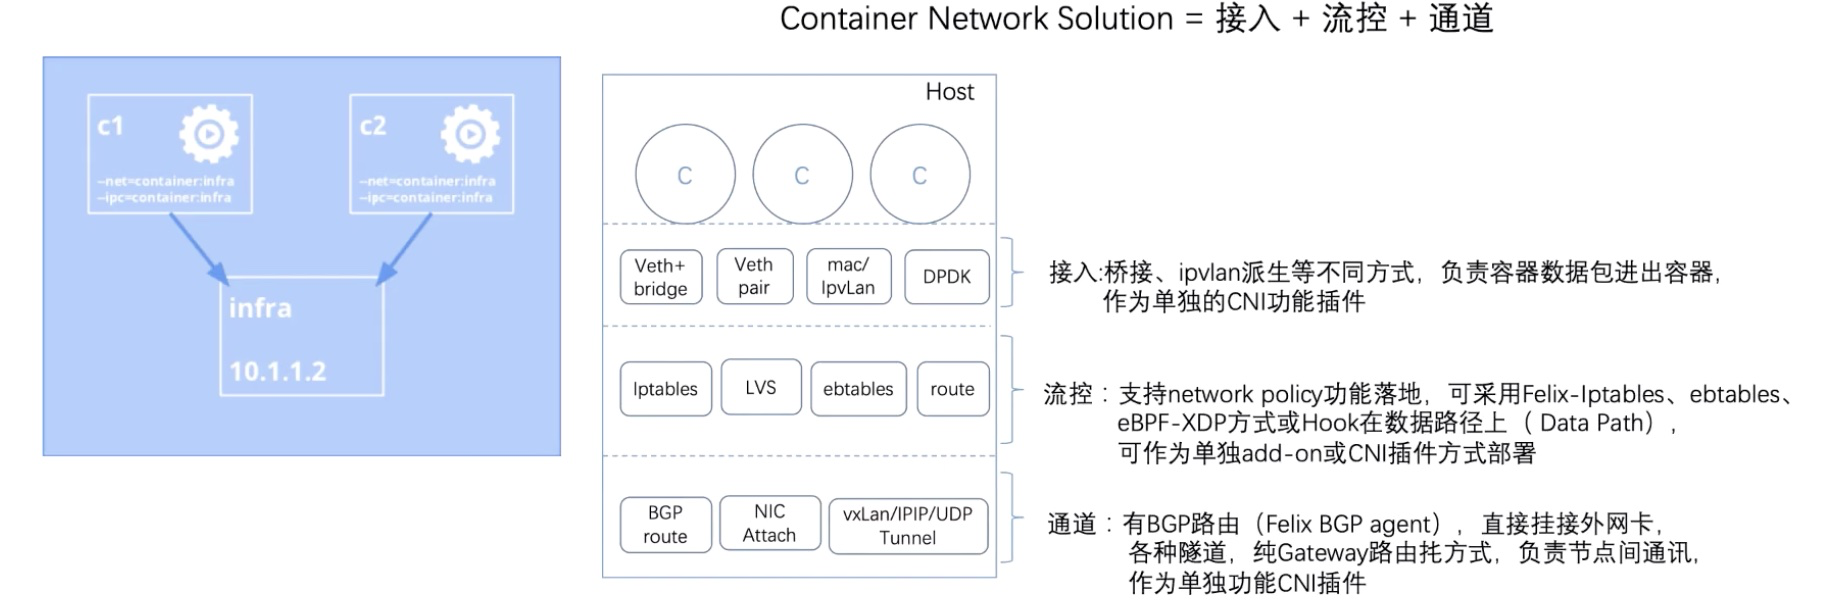 Container Network Solution = 接入 + 流控 + 通道
c1
--net=container:infra
--ipc=container:infra
c2
--net=container:infra
--ipc=container:infra
infra
10.1.1.2
Host
C
C
C
Veth+
bridge
Veth
pair
mac/
IpvLan
DPDK
Iptables
LVS
ebtables
route
BGP
route
NIC
Attach
vxLan/IPIP/UDP
Tunnel
接入:桥接、ipvlan派生等不同方式，负责容器数据包进出容器，
作为单独的CNI功能插件
流控：支持network policy功能落地，可采用Felix-Iptables、ebtables、
eBPF-XDP方式或Hook在数据路径上（ Data Path），
可作为单独add-on或CNI插件方式部署
通道：有BGP路由（Felix BGP agent），直接挂接外网卡，
各种隧道，纯Gateway路由扥方式，负责节点间通讯，
作为单独功能CNI插件